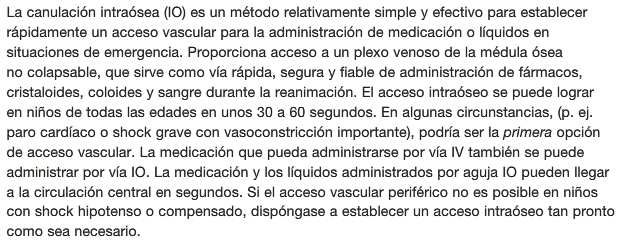 La canulación intraósea (IO) es un método relativamente simple y efectivo para establecer
rápidamente un acceso vascular para la administración de medicación o líquidos en
situaciones de emergencia. Proporciona acceso a un plexo venoso de la médula ósea
no colapsable, que sirve como vía rápida, segura y fiable de administración de fármacos,
cristaloides, coloides y sangre durante la reanimación. El acceso intraóseo se puede lograr
en niños de todas las edades en unos 30 a 60 segundos. En algunas circunstancias, (p. ej.
paro cardíaco o shock grave con vasoconstricción importante), podría ser la primera opción
de acceso vascular. La medicación que pueda administrarse por vía IV también se puede
administrar por vía IO. La medicación y los líquidos administrados por aguja IO pueden llegar
a la circulación central en segundos. Si el acceso vascular periférico no es posible en niños
con shock hipotenso o compensado, dispóngase a establecer un acceso intraóseo tan pronto
como sea necesario.